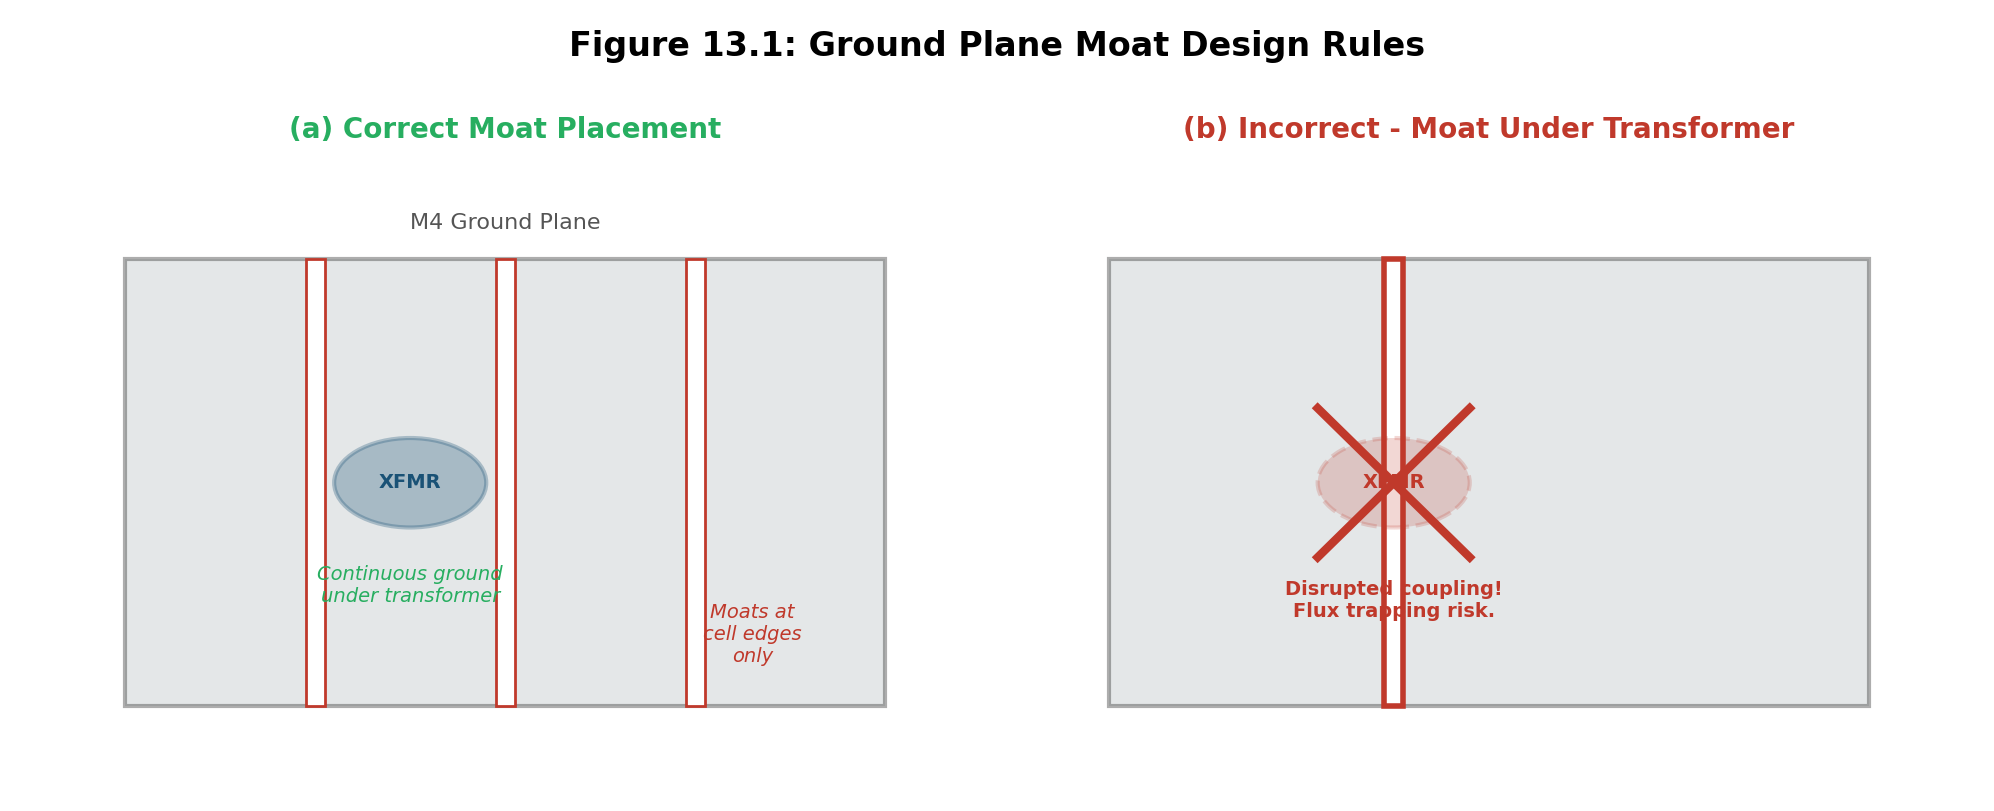 Figure 13.1: Ground Plane Moat Design Rules
(a) Correct Moat Placement
M4 Ground Plane
XFMR
Continuous ground
under transformer
Moats at
cell edges
only
(b) Incorrect - Moat Under Transformer
XFMR
Disrupted coupling!
Flux trapping risk.